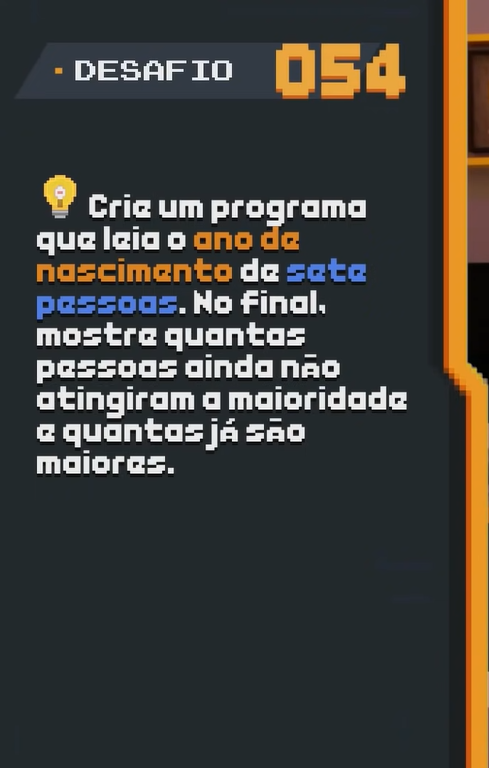 DESAFIO 054
Crie um programa
que leia o ano de
nascimento de sete
pessoas. No final,
mostre quantas
pessoas ainda não
atingiram a maioridade
e quantas já são
maiores.